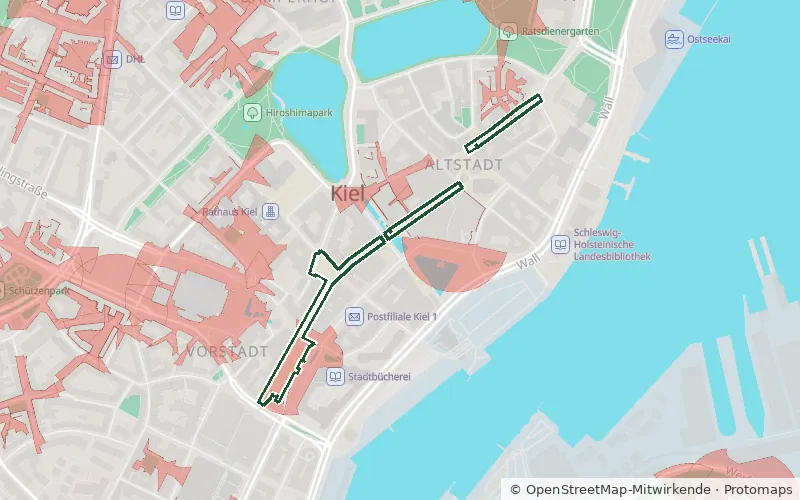 DHL
Ratsdienergarten
Ostseekai
Hiroshimapark
Wall
ALTSTADT
Kiel
Rathaus Kiel
Schleswig-
Holsteinische
Landesbibliothek
Wall
Schützenpark
Postfiliale Kiel 1
VORSTADT
Stadtbücherei
© OpenStreetMap-Mitwirkende © Protomaps